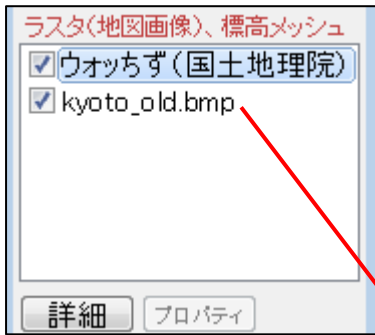 ラスタ(地図画像)、標高メッシュ
ウォッちず(国土地理院)
kyoto_old.bmp
詳細 プロパティ